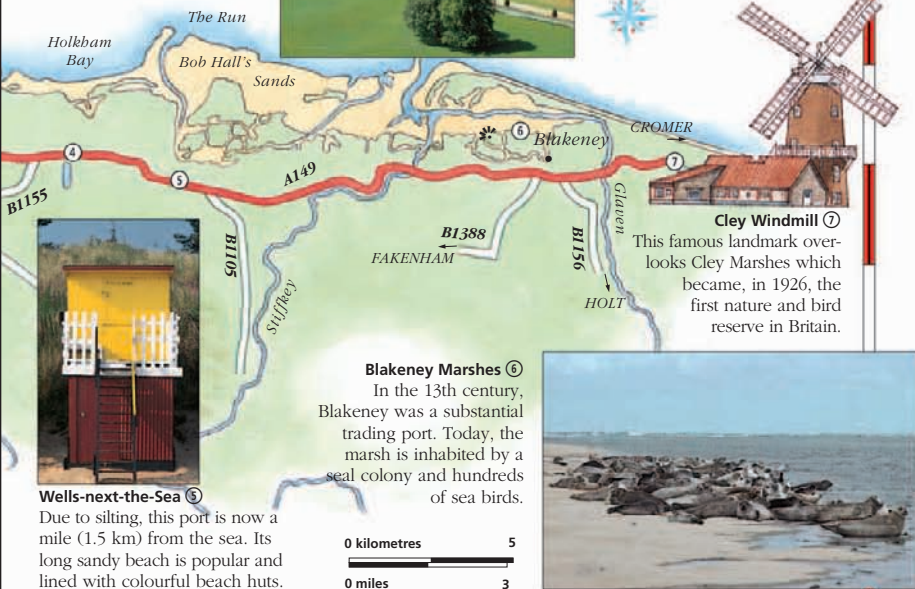 The Run
Holkham
Bay
Bob Hall's
Sands
CROMER
6
Blakeney
4
5
A149
7
B1155
B1105
Stiffkey
B1388
FAKENHAM
B1156
Glaven
HOLT
Cley Windmill 7
This famous landmark over-
looks Cley Marshes which
became, in 1926, the
first nature and bird
reserve in Britain.
Blakeney Marshes 6
In the 13th century,
Blakeney was a substantial
trading port. Today, the
marsh is inhabited by a
seal colony and hundreds
of sea birds.
Wells-next-the-Sea 5
Due to silting, this port is now a
mile (1.5 km) from the sea. Its
long sandy beach is popular and
lined with colourful beach huts.
0 kilometres 5
0 miles 3